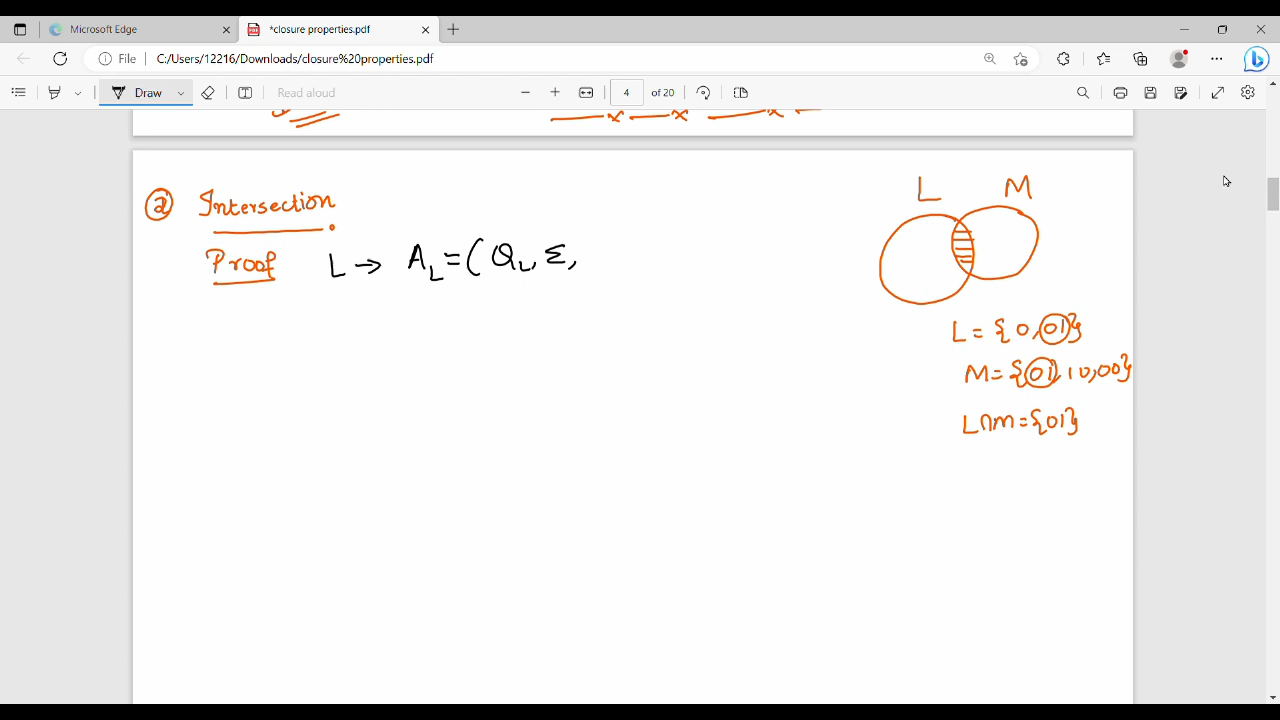 Microsoft Edge
*closure properties.pdf
File C:/Users/12216/Downloads/closure%20properties.pdf
Draw Read aloud 4 of 20
② Intersection
L M
Proof L → A_L = ( Q_L, Σ,
L = {0, 01}
M = {01, 10, 00}
L∩M = {01}